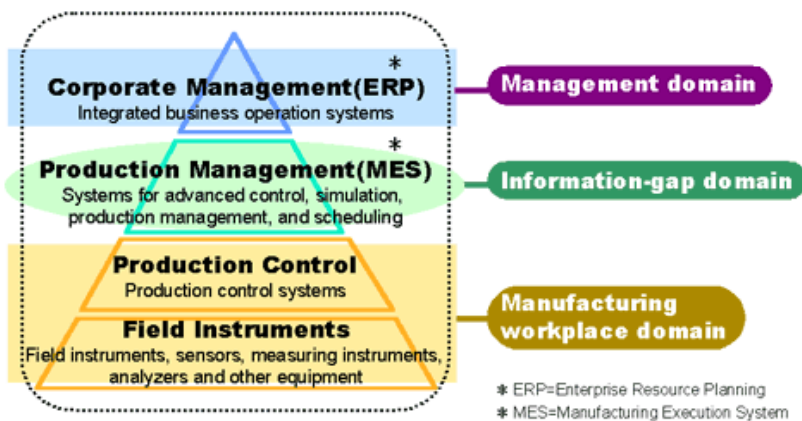 *
Corporate Management(ERP)
Integrated business operation systems
Management domain
*
Production Management(MES)
Systems for advanced control, simulation,
production management, and scheduling
Information-gap domain
Production Control
Production control systems
Field Instruments
Field instruments, sensors, measuring instruments,
analyzers and other equipment
Manufacturing
workplace domain
* ERP=Enterprise Resource Planning
* MES=Manufacturing Execution System